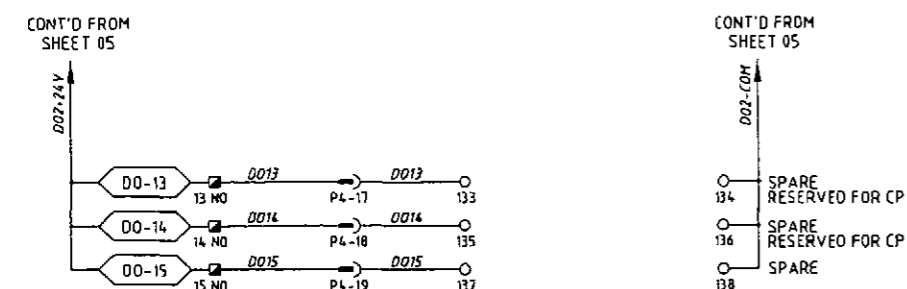 CONT'D FROM
SHEET 05
CONT'D FROM
SHEET 05
DO2+24V
DO2-COM
DO-13
13 NO
DO13
P4-17
DO13
133
134
SPARE
RESERVED FOR CP
DO-14
14 NO
DO14
P4-18
DO14
135
136
SPARE
RESERVED FOR CP
DO-15
15 NO
DO15
P4-19
DO15
137
138
SPARE